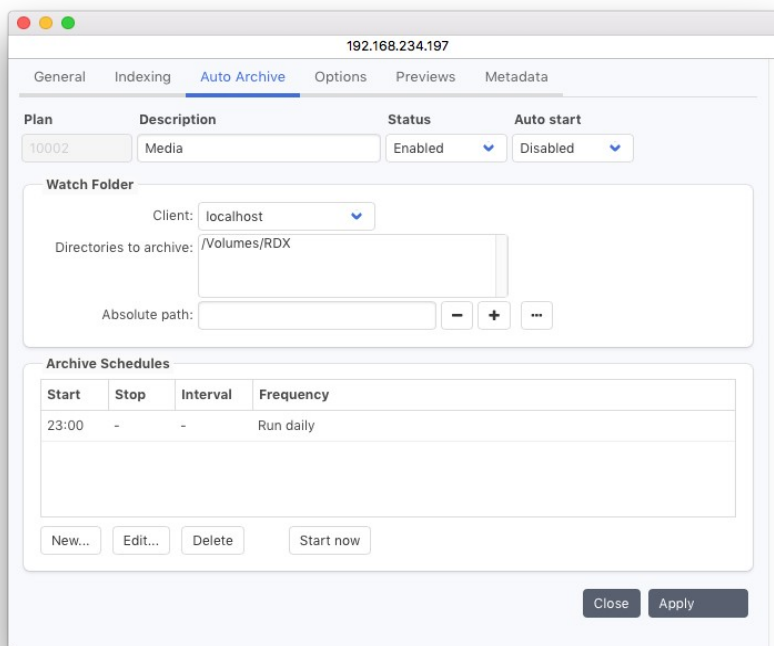 192.168.234.197
General Indexing Auto Archive Options Previews Metadata
Plan Description Status Auto start
10002 Media Enabled Disabled
Watch Folder
Client: localhost
Directories to archive: /Volumes/RDX
Absolute path:
Archive Schedules
Start Stop Interval Frequency
23:00 - - Run daily
New... Edit... Delete Start now
Close Apply